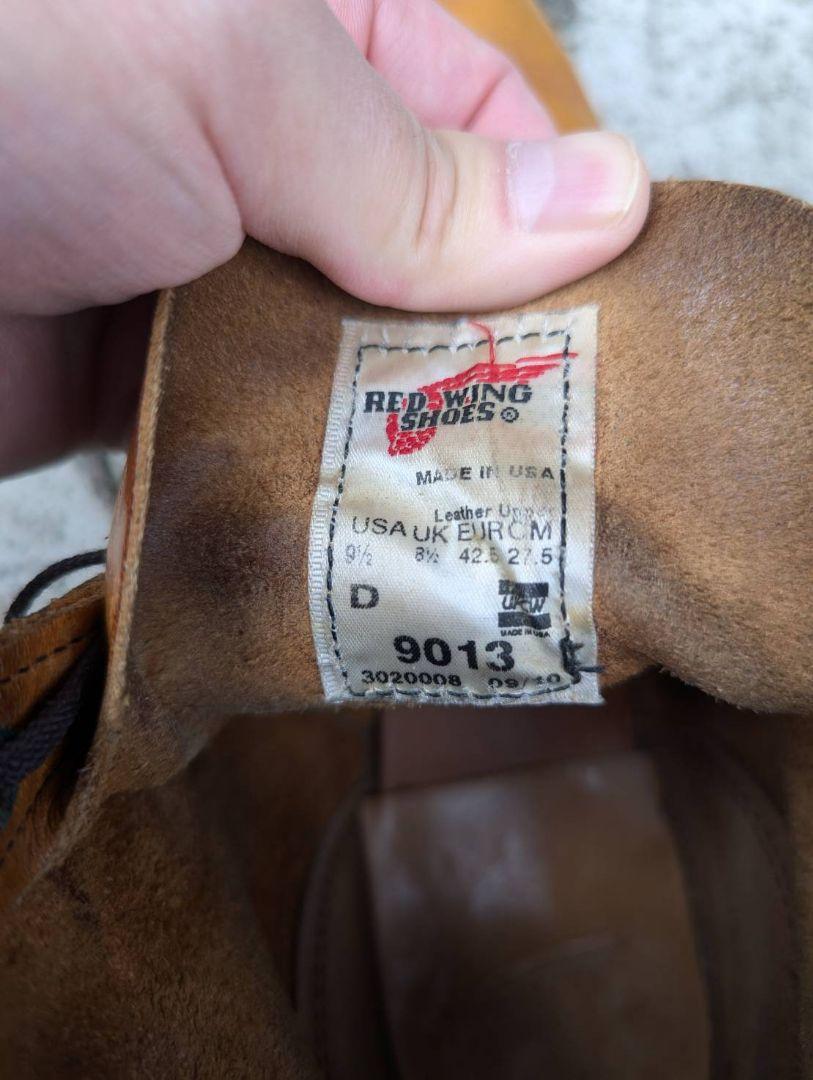 RED WING
SHOES®
MADE IN USA
Leather Upper
USA UK EUR CM
9½ 8½ 42.5 27.5
D
UFCW
MADE IN USA
9013
3020008 09/10